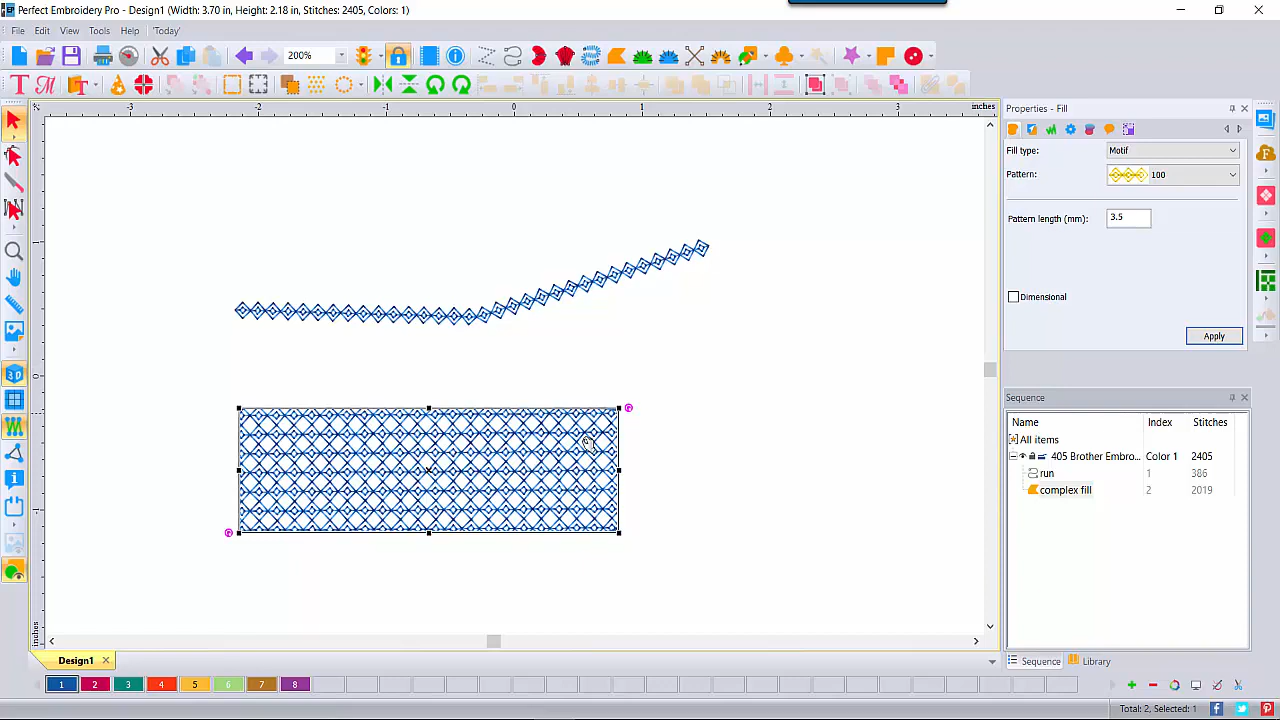 Perfect Embroidery Pro - Design1 (Width: 3.70 in, Height: 2.18 in, Stitches: 2405, Colors: 1)
File Edit View Tools Help 'Today'
200%
-3 -2 -1 0 1 2 3 inches
Properties - Fill
Fill type: Motif
Pattern: 100
Pattern length (mm): 3.5
Dimensional
Apply
Sequence
Name Index Stitches
All items
405 Brother Embro... Color 1 2405
run 1 386
complex fill 2 2019
Sequence Library
1
0
1
inches
G
G
Design1
1 2 3 4 5 6 7 8
Total: 2, Selected: 1